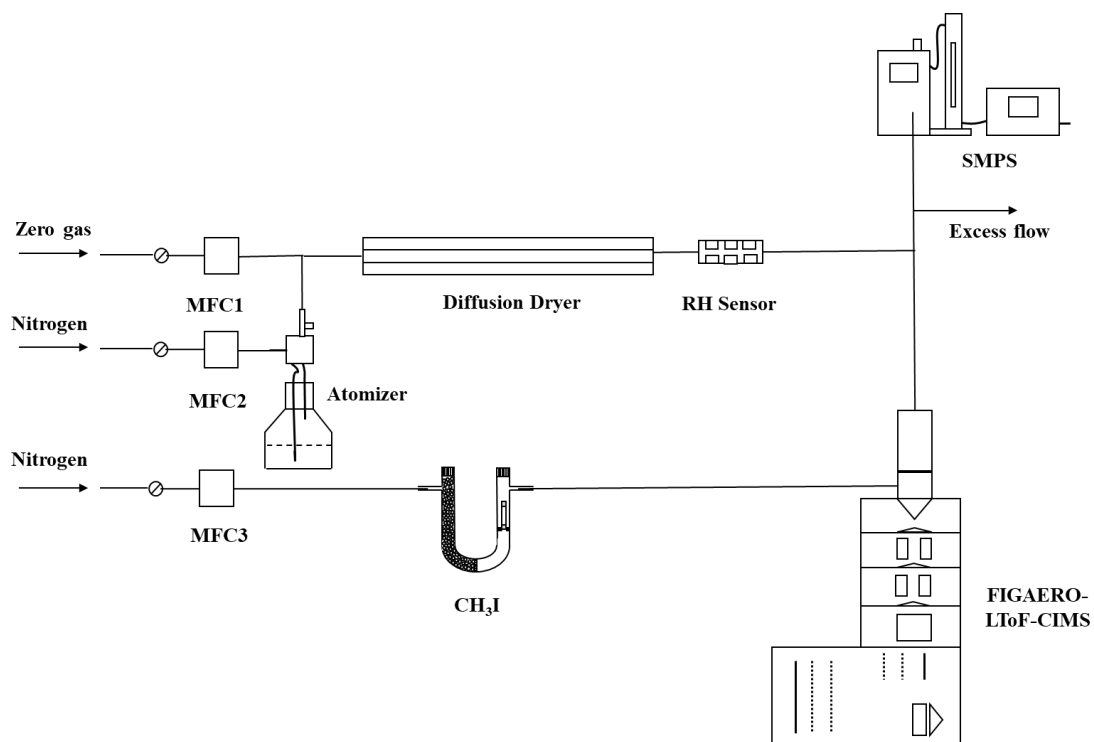 SMPS
Zero gas
Excess flow
MFC1
Diffusion Dryer
RH Sensor
Nitrogen
MFC2
Atomizer
Nitrogen
MFC3
CH₃I
FIGAERO-
LToF-CIMS